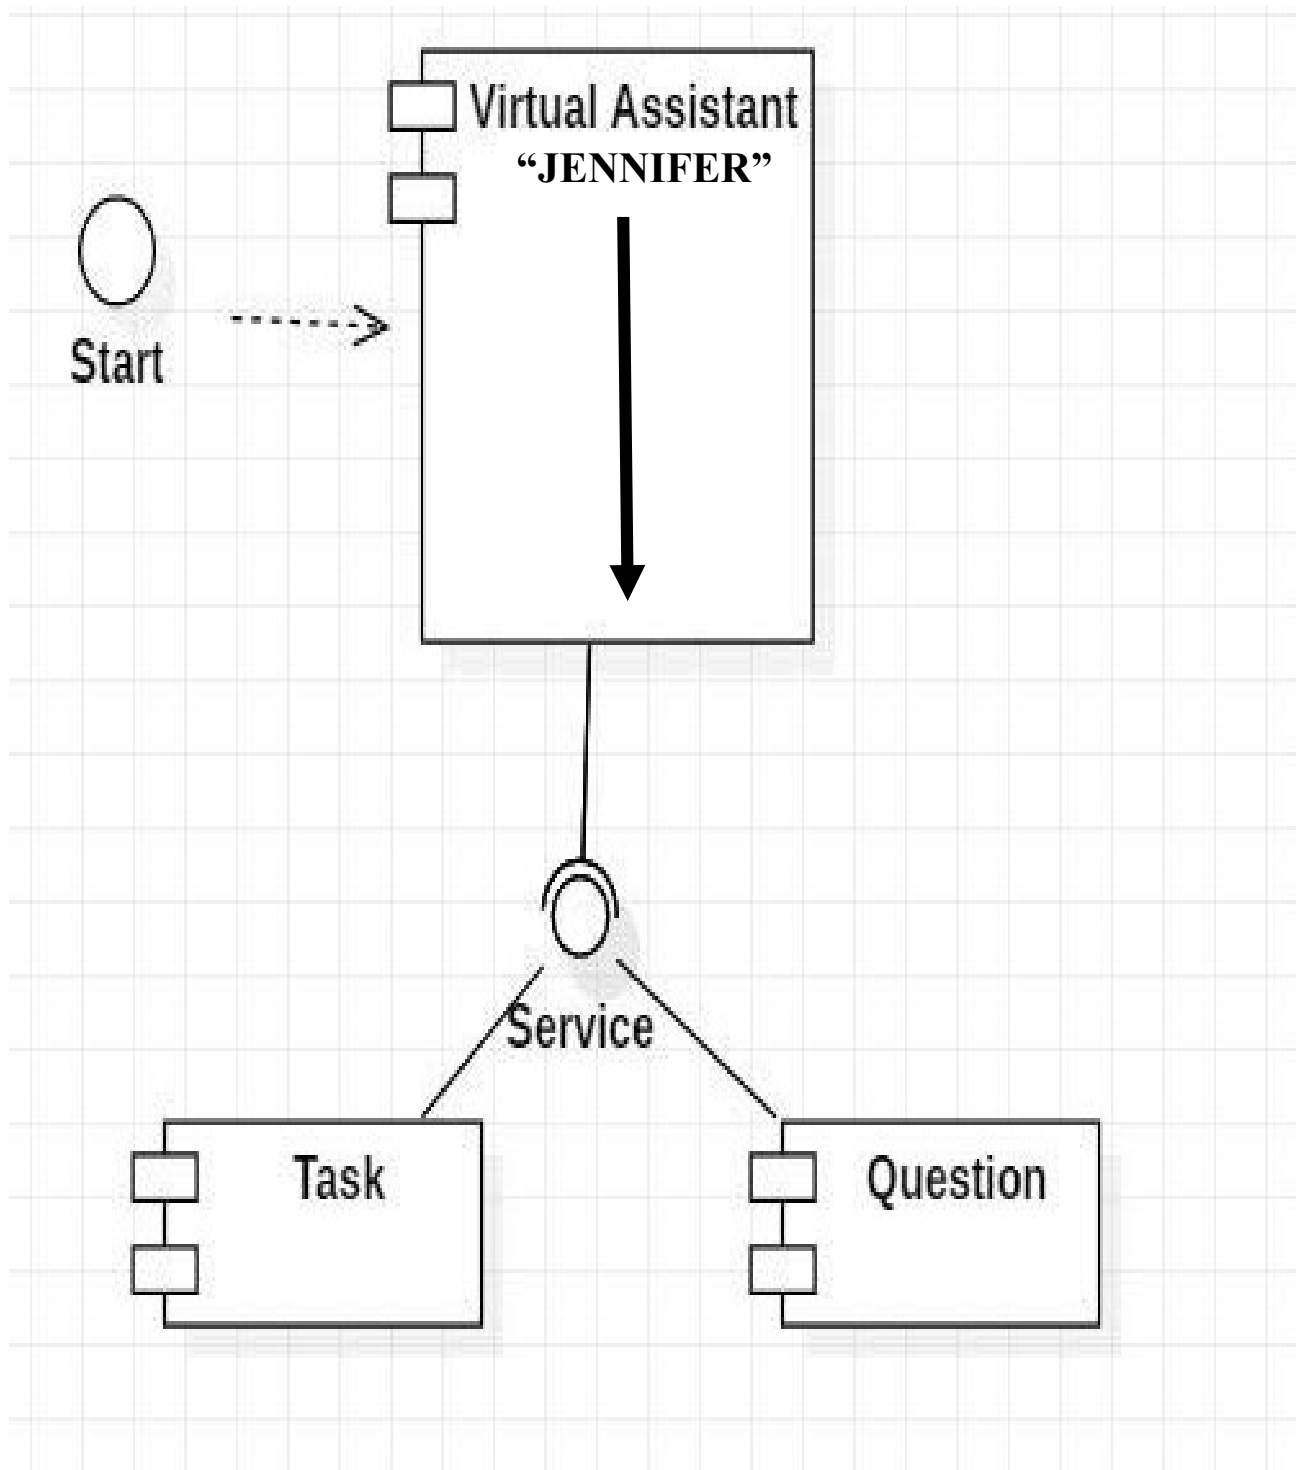 Virtual Assistant
“JENNIFER”
Start
Service
Task
Question